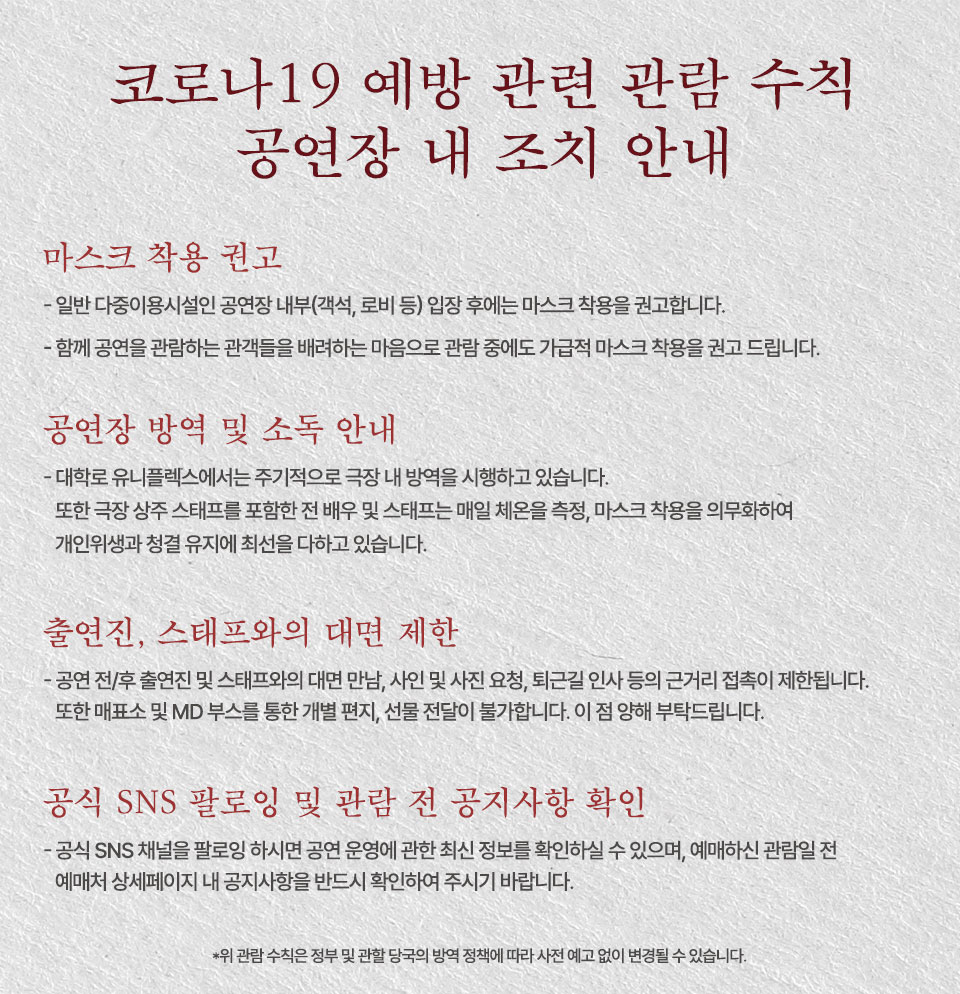 코로나19 예방 관련 관람 수칙
공연장 내 조치 안내
마스크 착용 권고
- 일반 다중이용시설인 공연장 내부(객석, 로비 등) 입장 후에는 마스크 착용을 권고합니다.
- 함께 공연을 관람하는 관객들을 배려하는 마음으로 관람 중에도 가급적 마스크 착용을 권고 드립니다.
공연장 방역 및 소독 안내
- 대학로 유니플렉스에서는 주기적으로 극장 내 방역을 시행하고 있습니다.
또한 극장 상주 스태프를 포함한 전 배우 및 스태프는 매일 체온을 측정, 마스크 착용을 의무화하여
개인위생과 청결 유지에 최선을 다하고 있습니다.
출연진, 스태프와의 대면 제한
- 공연 전/후 출연진 및 스태프와의 대면 만남, 사인 및 사진 요청, 퇴근길 인사 등의 근거리 접촉이 제한됩니다.
또한 매표소 및 MD 부스를 통한 개별 편지, 선물 전달이 불가합니다. 이 점 양해 부탁드립니다.
공식 SNS 팔로잉 및 관람 전 공지사항 확인
- 공식 SNS 채널을 팔로잉 하시면 공연 운영에 관한 최신 정보를 확인하실 수 있으며, 예매하신 관람일 전
예매처 상세페이지 내 공지사항을 반드시 확인하여 주시기 바랍니다.
*위 관람 수칙은 정부 및 관할 당국의 방역 정책에 따라 사전 예고 없이 변경될 수 있습니다.